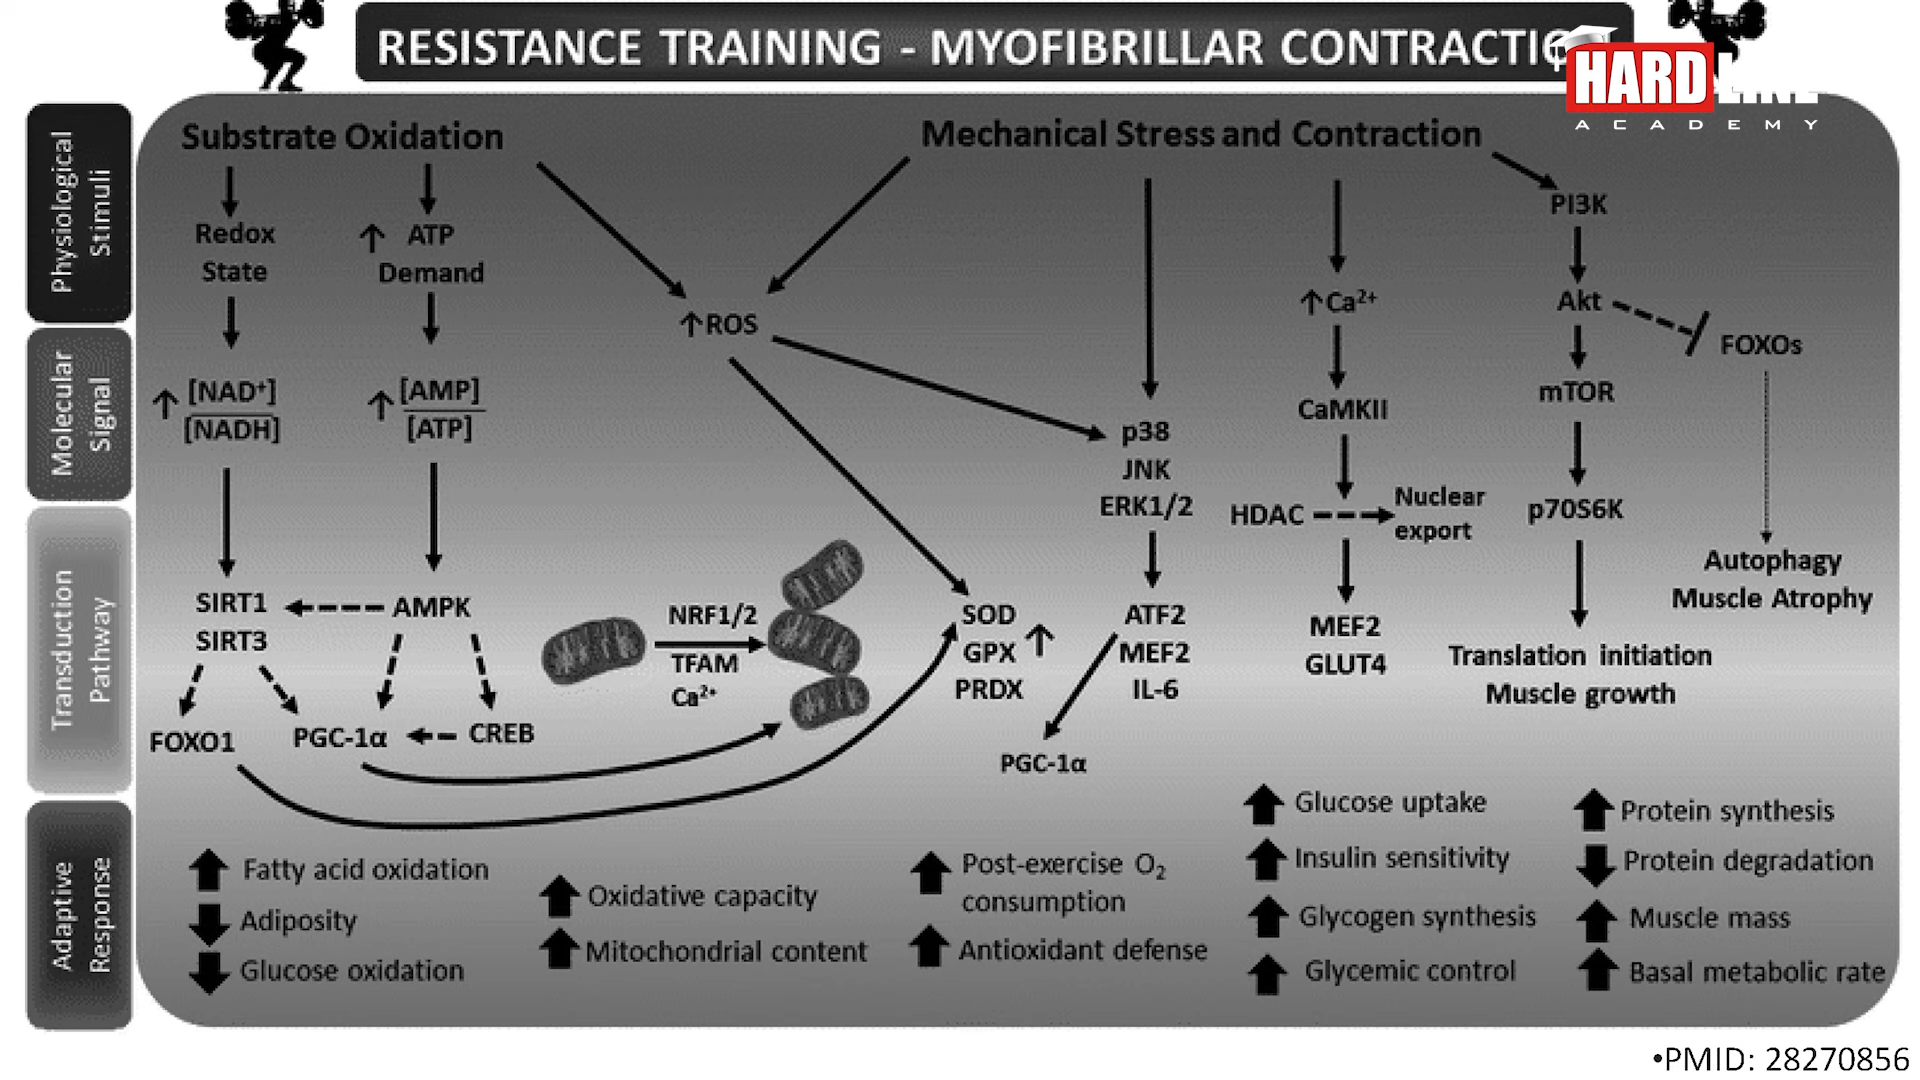 RESISTANCE TRAINING - MYOFIBRILLAR CONTRACTIO
HARDLINE
ACADEMY
Physiological
Stimuli
Molecular
Signal
Transduction
Pathway
Adaptive
Response
Substrate Oxidation
Mechanical Stress and Contraction
Redox
State
↑ ATP
Demand
↑ [NAD⁺]
[NADH]
↑ [AMP]
[ATP]
SIRT1
SIRT3
AMPK
FOXO1
PGC-1α
CREB
NRF1/2
TFAM
Ca²⁺
↑ROS
SOD
GPX ↑
PRDX
p38
JNK
ERK1/2
ATF2
MEF2
IL-6
PGC-1α
↑Ca²⁺
CaMKII
HDAC
Nuclear
export
MEF2
GLUT4
PI3K
Akt
mTOR
p70S6K
Translation initiation
Muscle growth
FOXOs
Autophagy
Muscle Atrophy
Fatty acid oxidation
Adiposity
Glucose oxidation
Oxidative capacity
Mitochondrial content
Post-exercise O₂
consumption
Antioxidant defense
Glucose uptake
Insulin sensitivity
Glycogen synthesis
Glycemic control
Protein synthesis
Protein degradation
Muscle mass
Basal metabolic rate
•PMID: 28270856